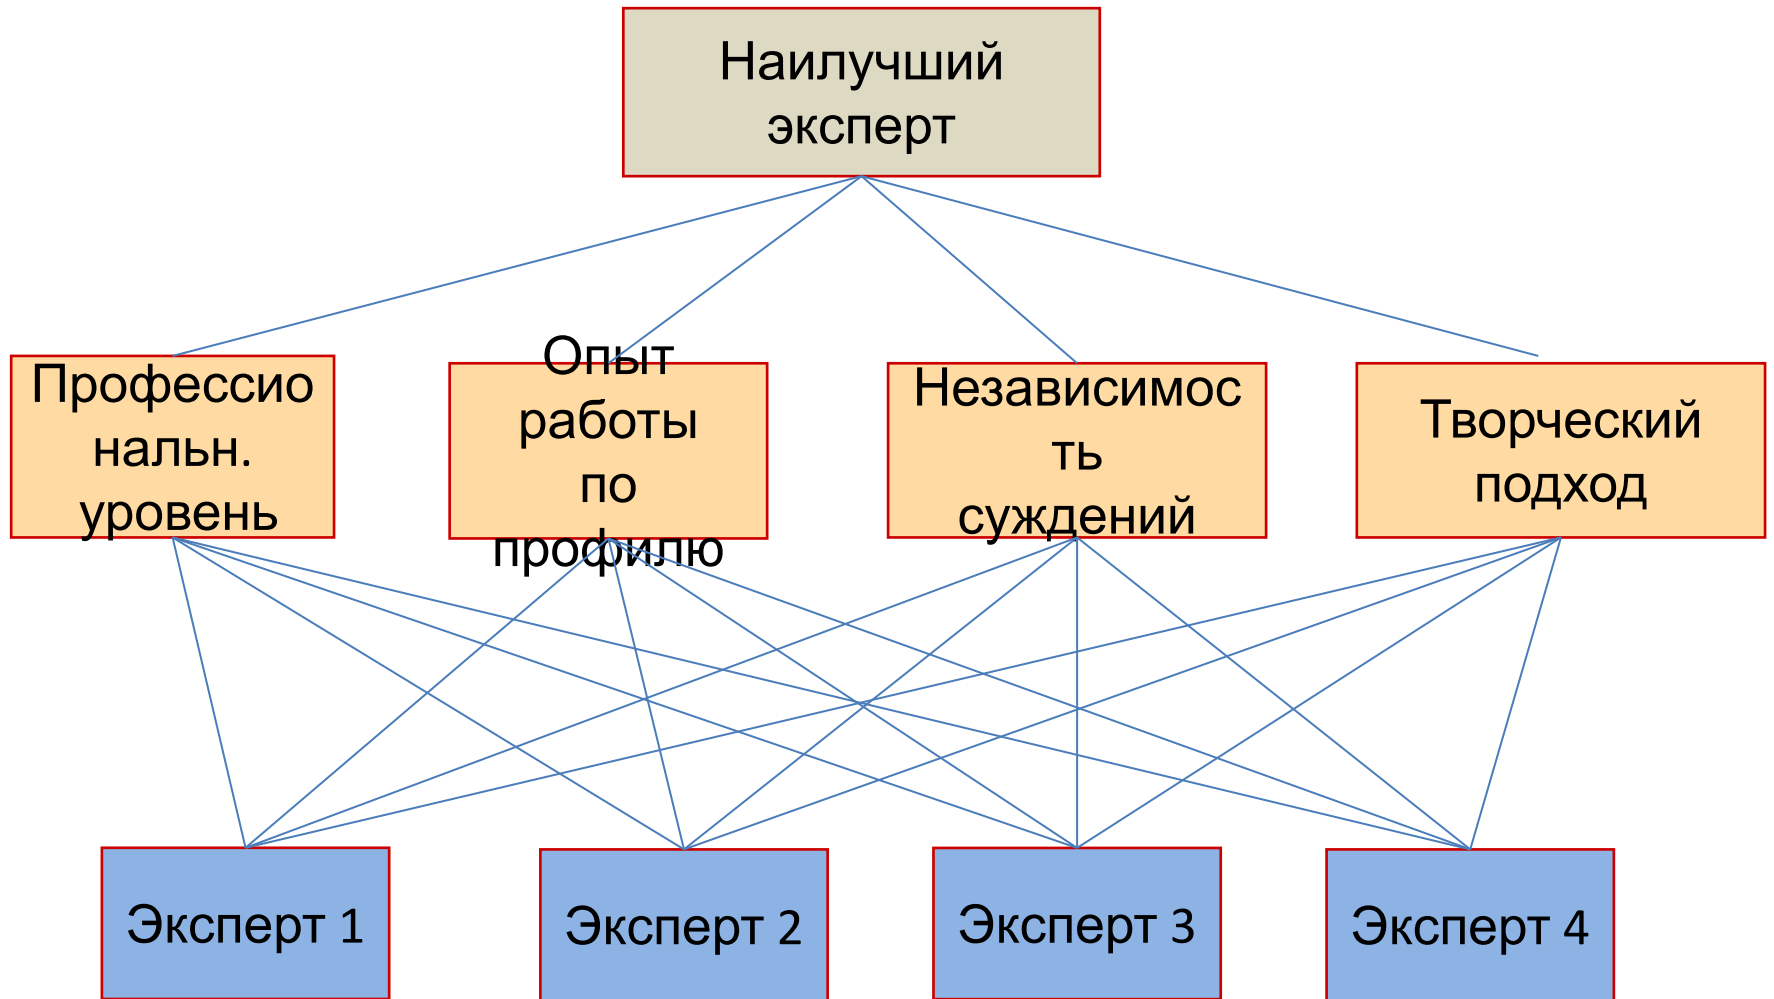 Наилучший
эксперт
Профессио
нальн.
уровень
Опыт
работы
по
профилю
Независимос
ть
суждений
Творческий
подход
Эксперт 1
Эксперт 2
Эксперт 3
Эксперт 4